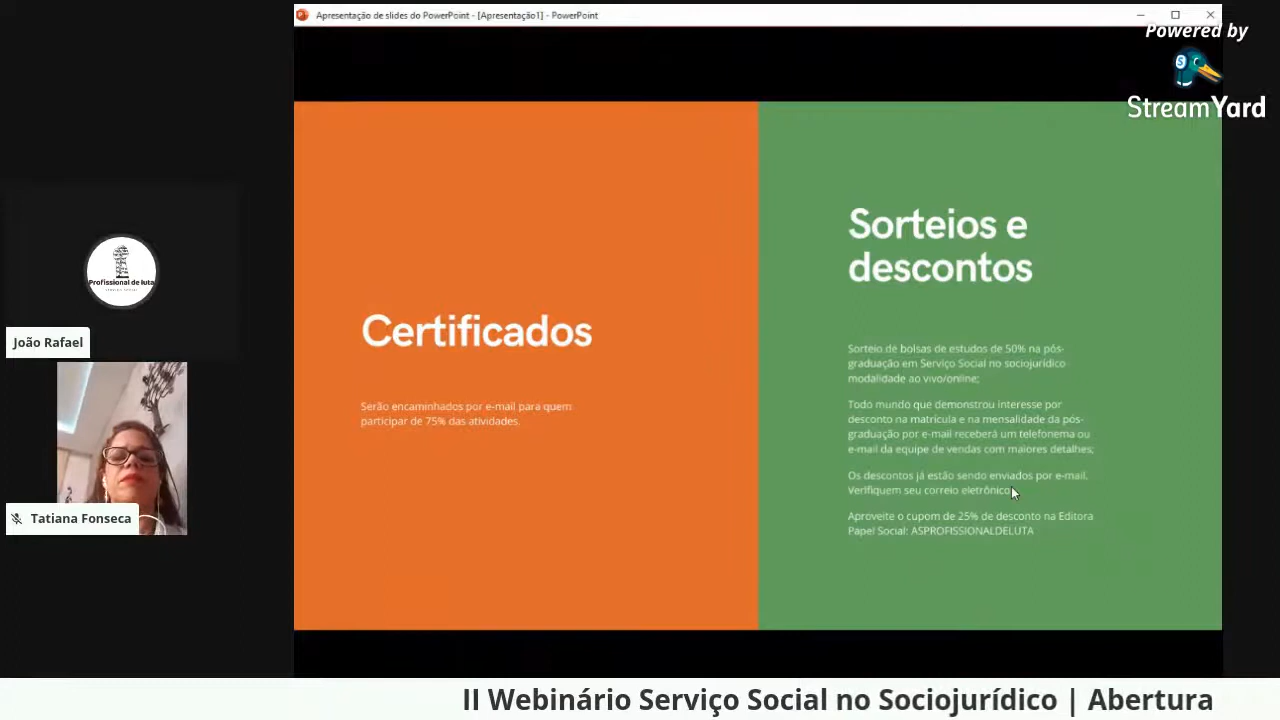 Apresentação de slides do PowerPoint - [Apresentação1] - PowerPoint
Powered by
StreamYard
Certificados
Serão encaminhados por e-mail para quem
participar de 75% das atividades.
Sorteios e
descontos
Sorteio de bolsas de estudos de 50% na pós-
graduação em Serviço Social no sociojurídico
modalidade ao vivo/online;
Todo mundo que demonstrou interesse por
desconto na matrícula e na mensalidade da pós-
graduação por e-mail receberá um telefonema ou
e-mail da equipe de vendas com maiores detalhes;
Os descontos já estão sendo enviados por e-mail.
Verifiquem seu correio eletrônico
Aproveite o cupom de 25% de desconto na Editora
Papel Social: ASPROFISSIONALDELUTA
Profissional de luta
João Rafael
Tatiana Fonseca
II Webinário Serviço Social no Sociojurídico | Abertura